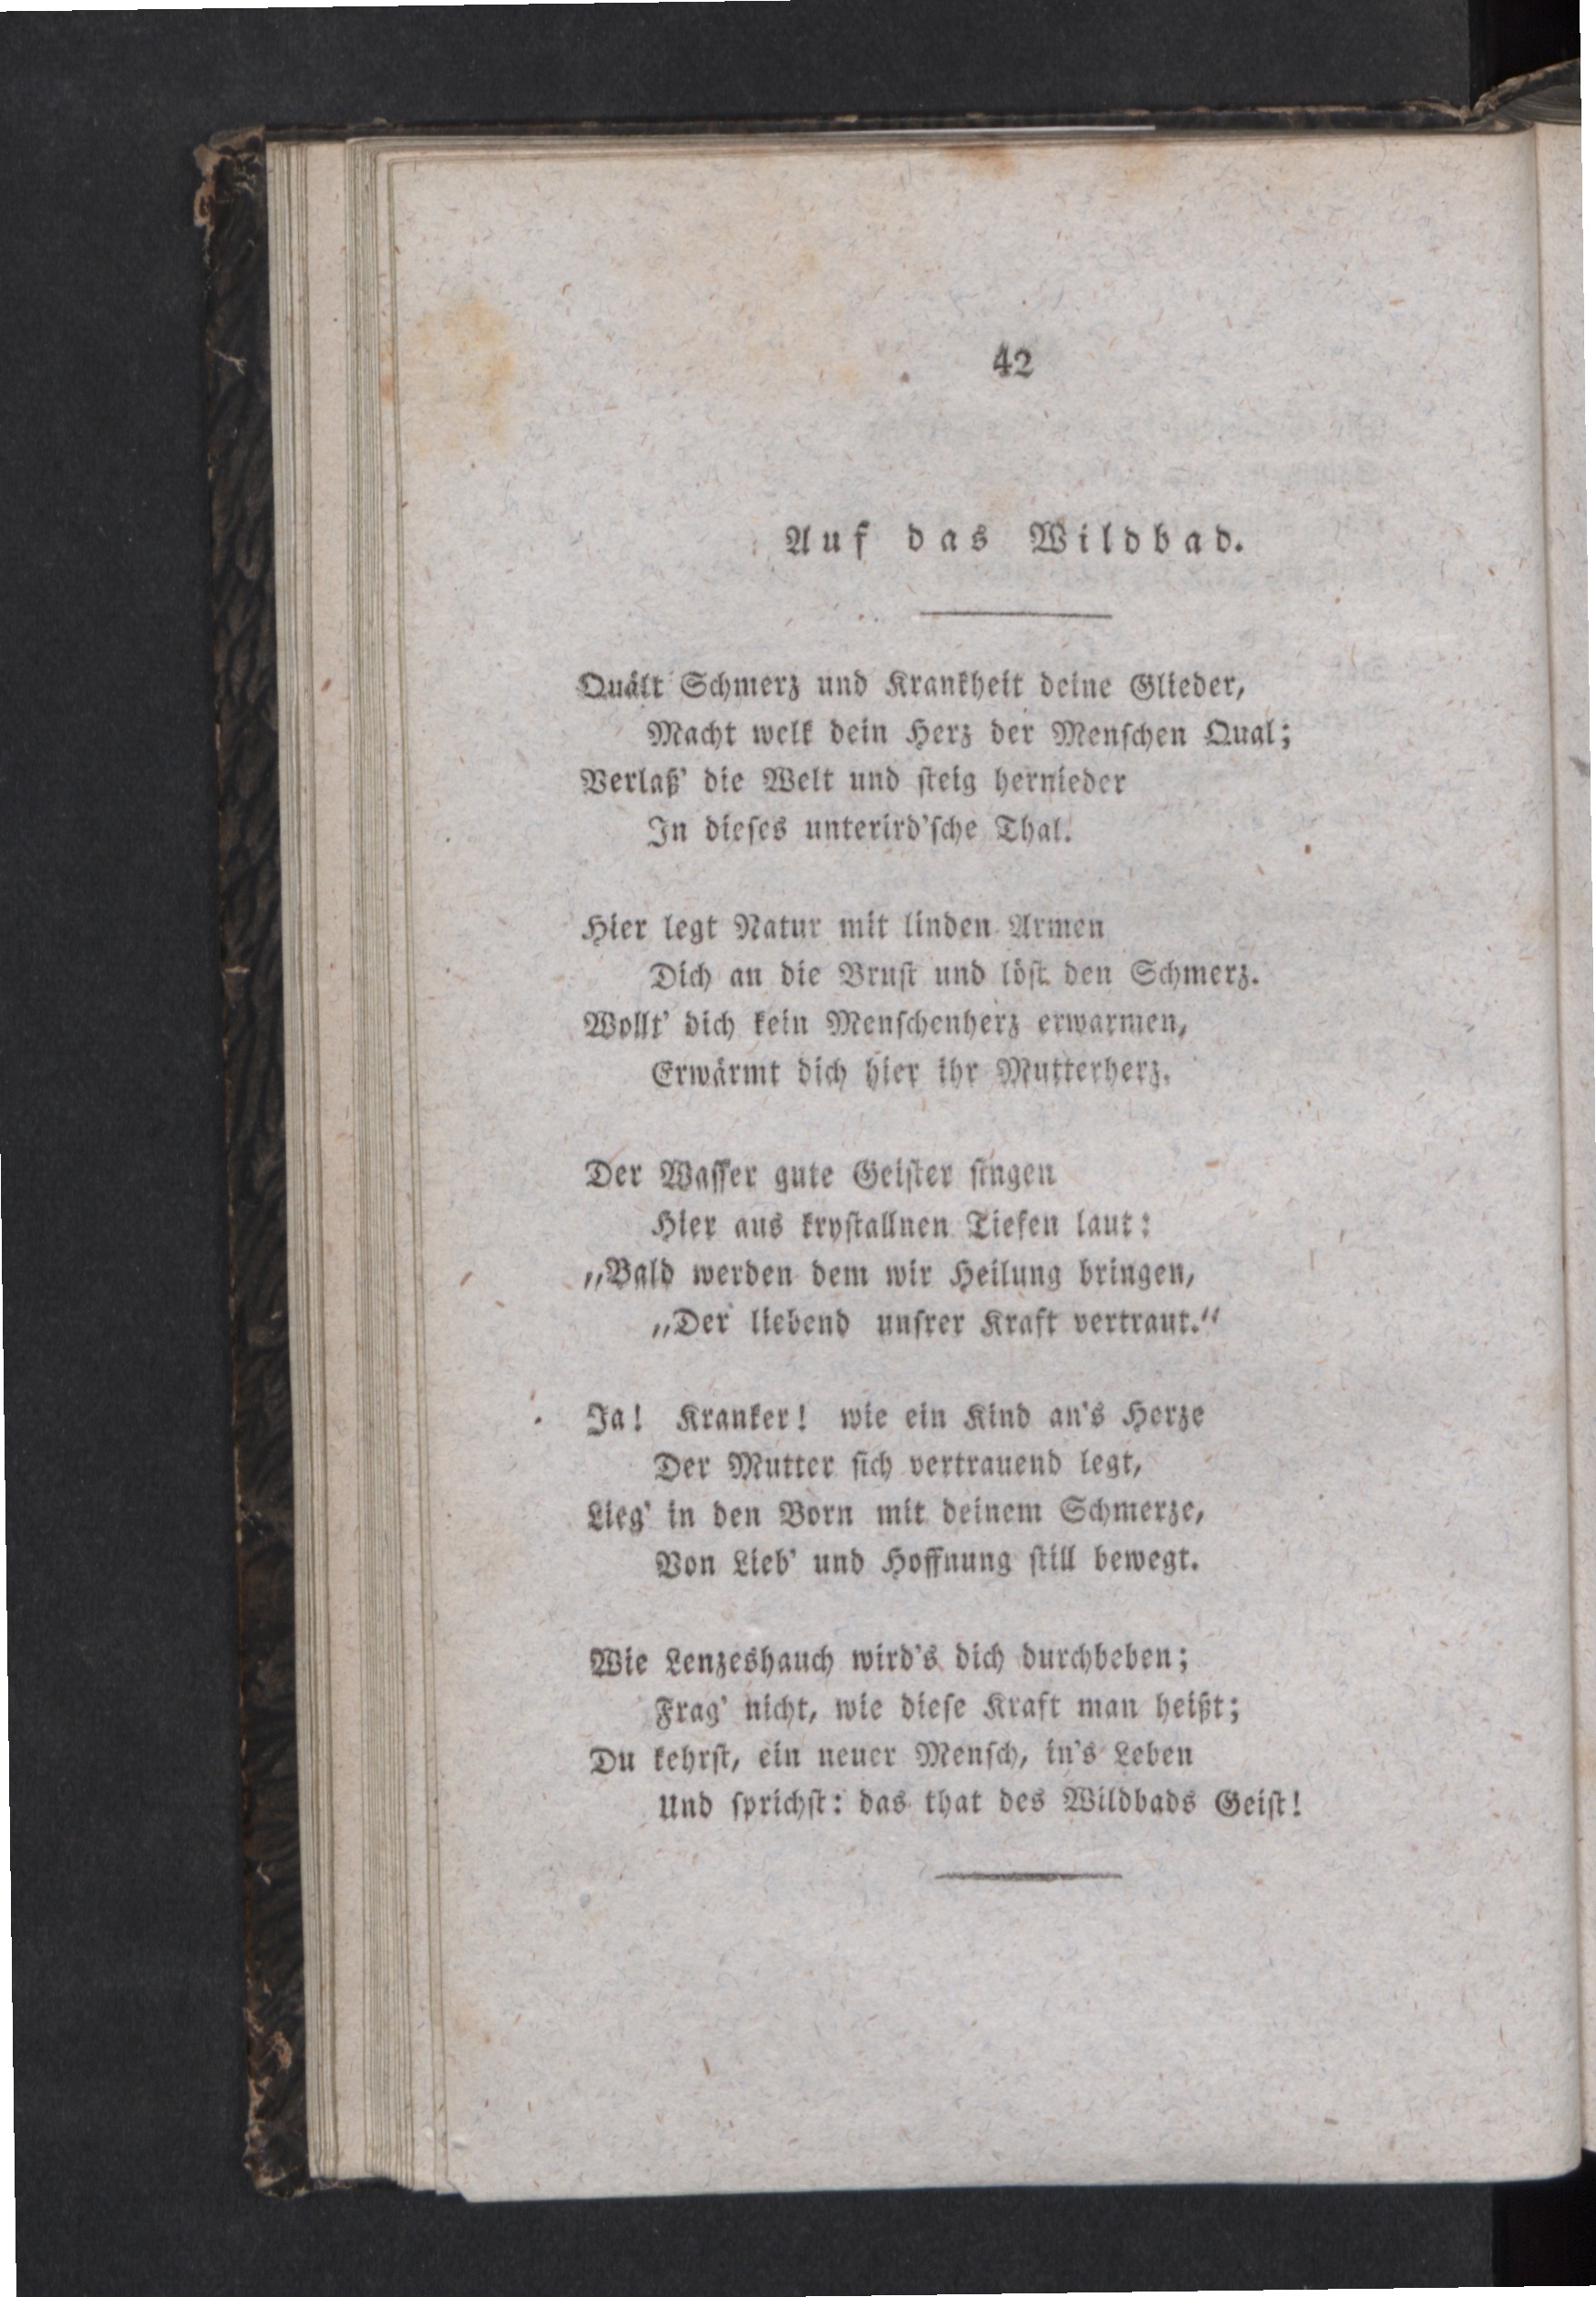 42
Auf das Wildbad.
Quält Schmerz und Krankheit deine Glieder,
Macht welk dein Herz der Menſchen Qual;
Verlaß' die Welt und ſteig hernieder
In dieſes unterird'ſche Thal.
Hier legt Natur mit linden Armen
Dich an die Bruſt und löſt den Schmerz.
Wollt' dich kein Menſchenherz erwarmen,
Erwärmt dich hier ihr Mutterherz.
Der Waſſer gute Geiſter ſingen
Hier aus kryſtallnen Tiefen laut:
„Bald werden dem wir Heilung bringen,
„Der liebend unſrer Kraft vertraut.“
Ja! Kranker! wie ein Kind an's Herze
Der Mutter ſich vertrauend legt,
Lieg' in den Born mit deinem Schmerze,
Von Lieb' und Hoffnung ſtill bewegt.
Wie Lenzeshauch wird's dich durchbeben;
Frag' nicht, wie dieſe Kraft man heißt;
Du kehrſt, ein neuer Menſch, in's Leben
Und ſprichſt: das that des Wildbads Geiſt!